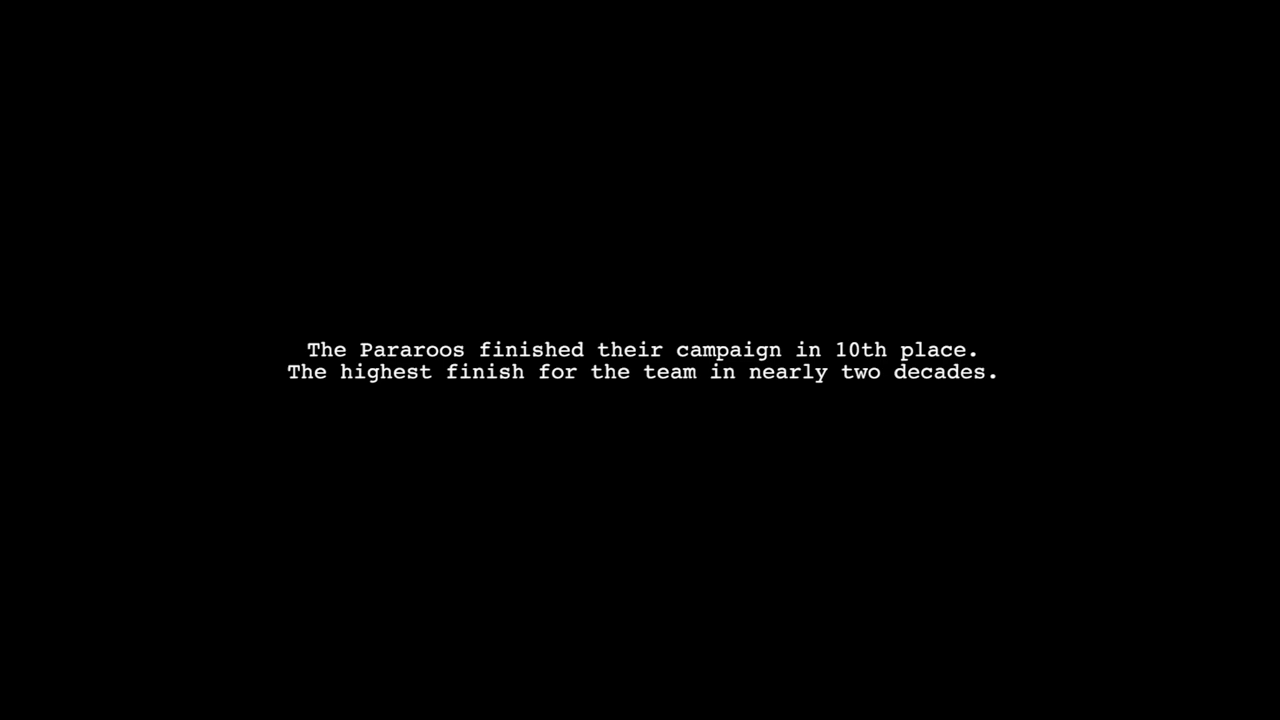 The Pararoos finished their campaign in 10th place.
The highest finish for the team in nearly two decades.